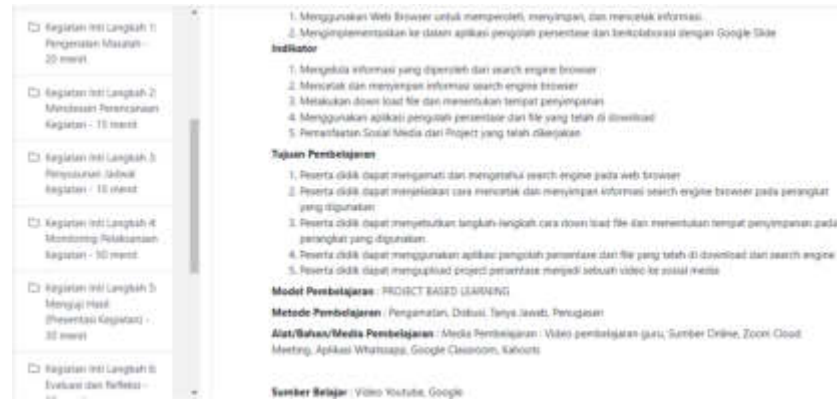 Kegiatan Inti Langkah 1:
Pengenalan Masalah -
20 menit
Kegiatan Inti Langkah 2:
Mendesain Perencanaan
Kegiatan - 15 menit
Kegiatan Inti Langkah 3:
Penyusunan Jadwal
Kegiatan - 10 menit
Kegiatan Inti Langkah 4:
Monitoring Pelaksanaan
Kegiatan - 50 menit
Kegiatan Inti Langkah 5:
Menguji Hasil
(Presentasi Kegiatan) -
30 menit
Kegiatan Inti Langkah 6:
Evaluasi dan Refleksi -
1. Menggunakan Web Browser untuk memperoleh, menyimpan, dan mencetak informasi.
2. Mengimplementasikan ke dalam aplikasi pengolah persentase dan berkolaborasi dengan Google Slide
Indikator
1. Mengelola informasi yang diperoleh dari search engine browser
2. Mencetak dan menyimpan informasi search engine browser
3. Melakukan down load file dan menentukan tempat penyimpanan
4. Menggunakan aplikasi pengolah persentase dari file yang telah di download
5. Pemanfaatan Sosial Media dari Project yang telah dikerjakan
Tujuan Pembelajaran
1. Peserta didik dapat mengamati dan mengetahui search engine pada web browser
2. Peserta didik dapat menjelaskan cara mencetak dan menyimpan informasi search engine browser pada perangkat
yang digunakan
3. Peserta didik dapat menyebutkan langkah-langkah cara down load file dan menentukan tempat penyimpanan pada
perangkat yang digunakan.
4. Peserta didik dapat menggunakan aplikasi pengolah persentase dari file yang telah di download dari search engine
5. Peserta didik dapat mengupload project persentase menjadi sebuah video ke sosial media
Model Pembelajaran : PROJECT BASED LEARNING
Metode Pembelajaran : Pengamatan, Diskusi, Tanya Jawab, Penugasan
Alat/Bahan/Media Pembelajaran : Media Pembelajaran : Video pembelajaran guru, Sumber Online, Zoom Cloud
Meeting, Aplikasi Whatsapp, Google Classroom, Kahoots
Sumber Belajar : Video Youtube, Google